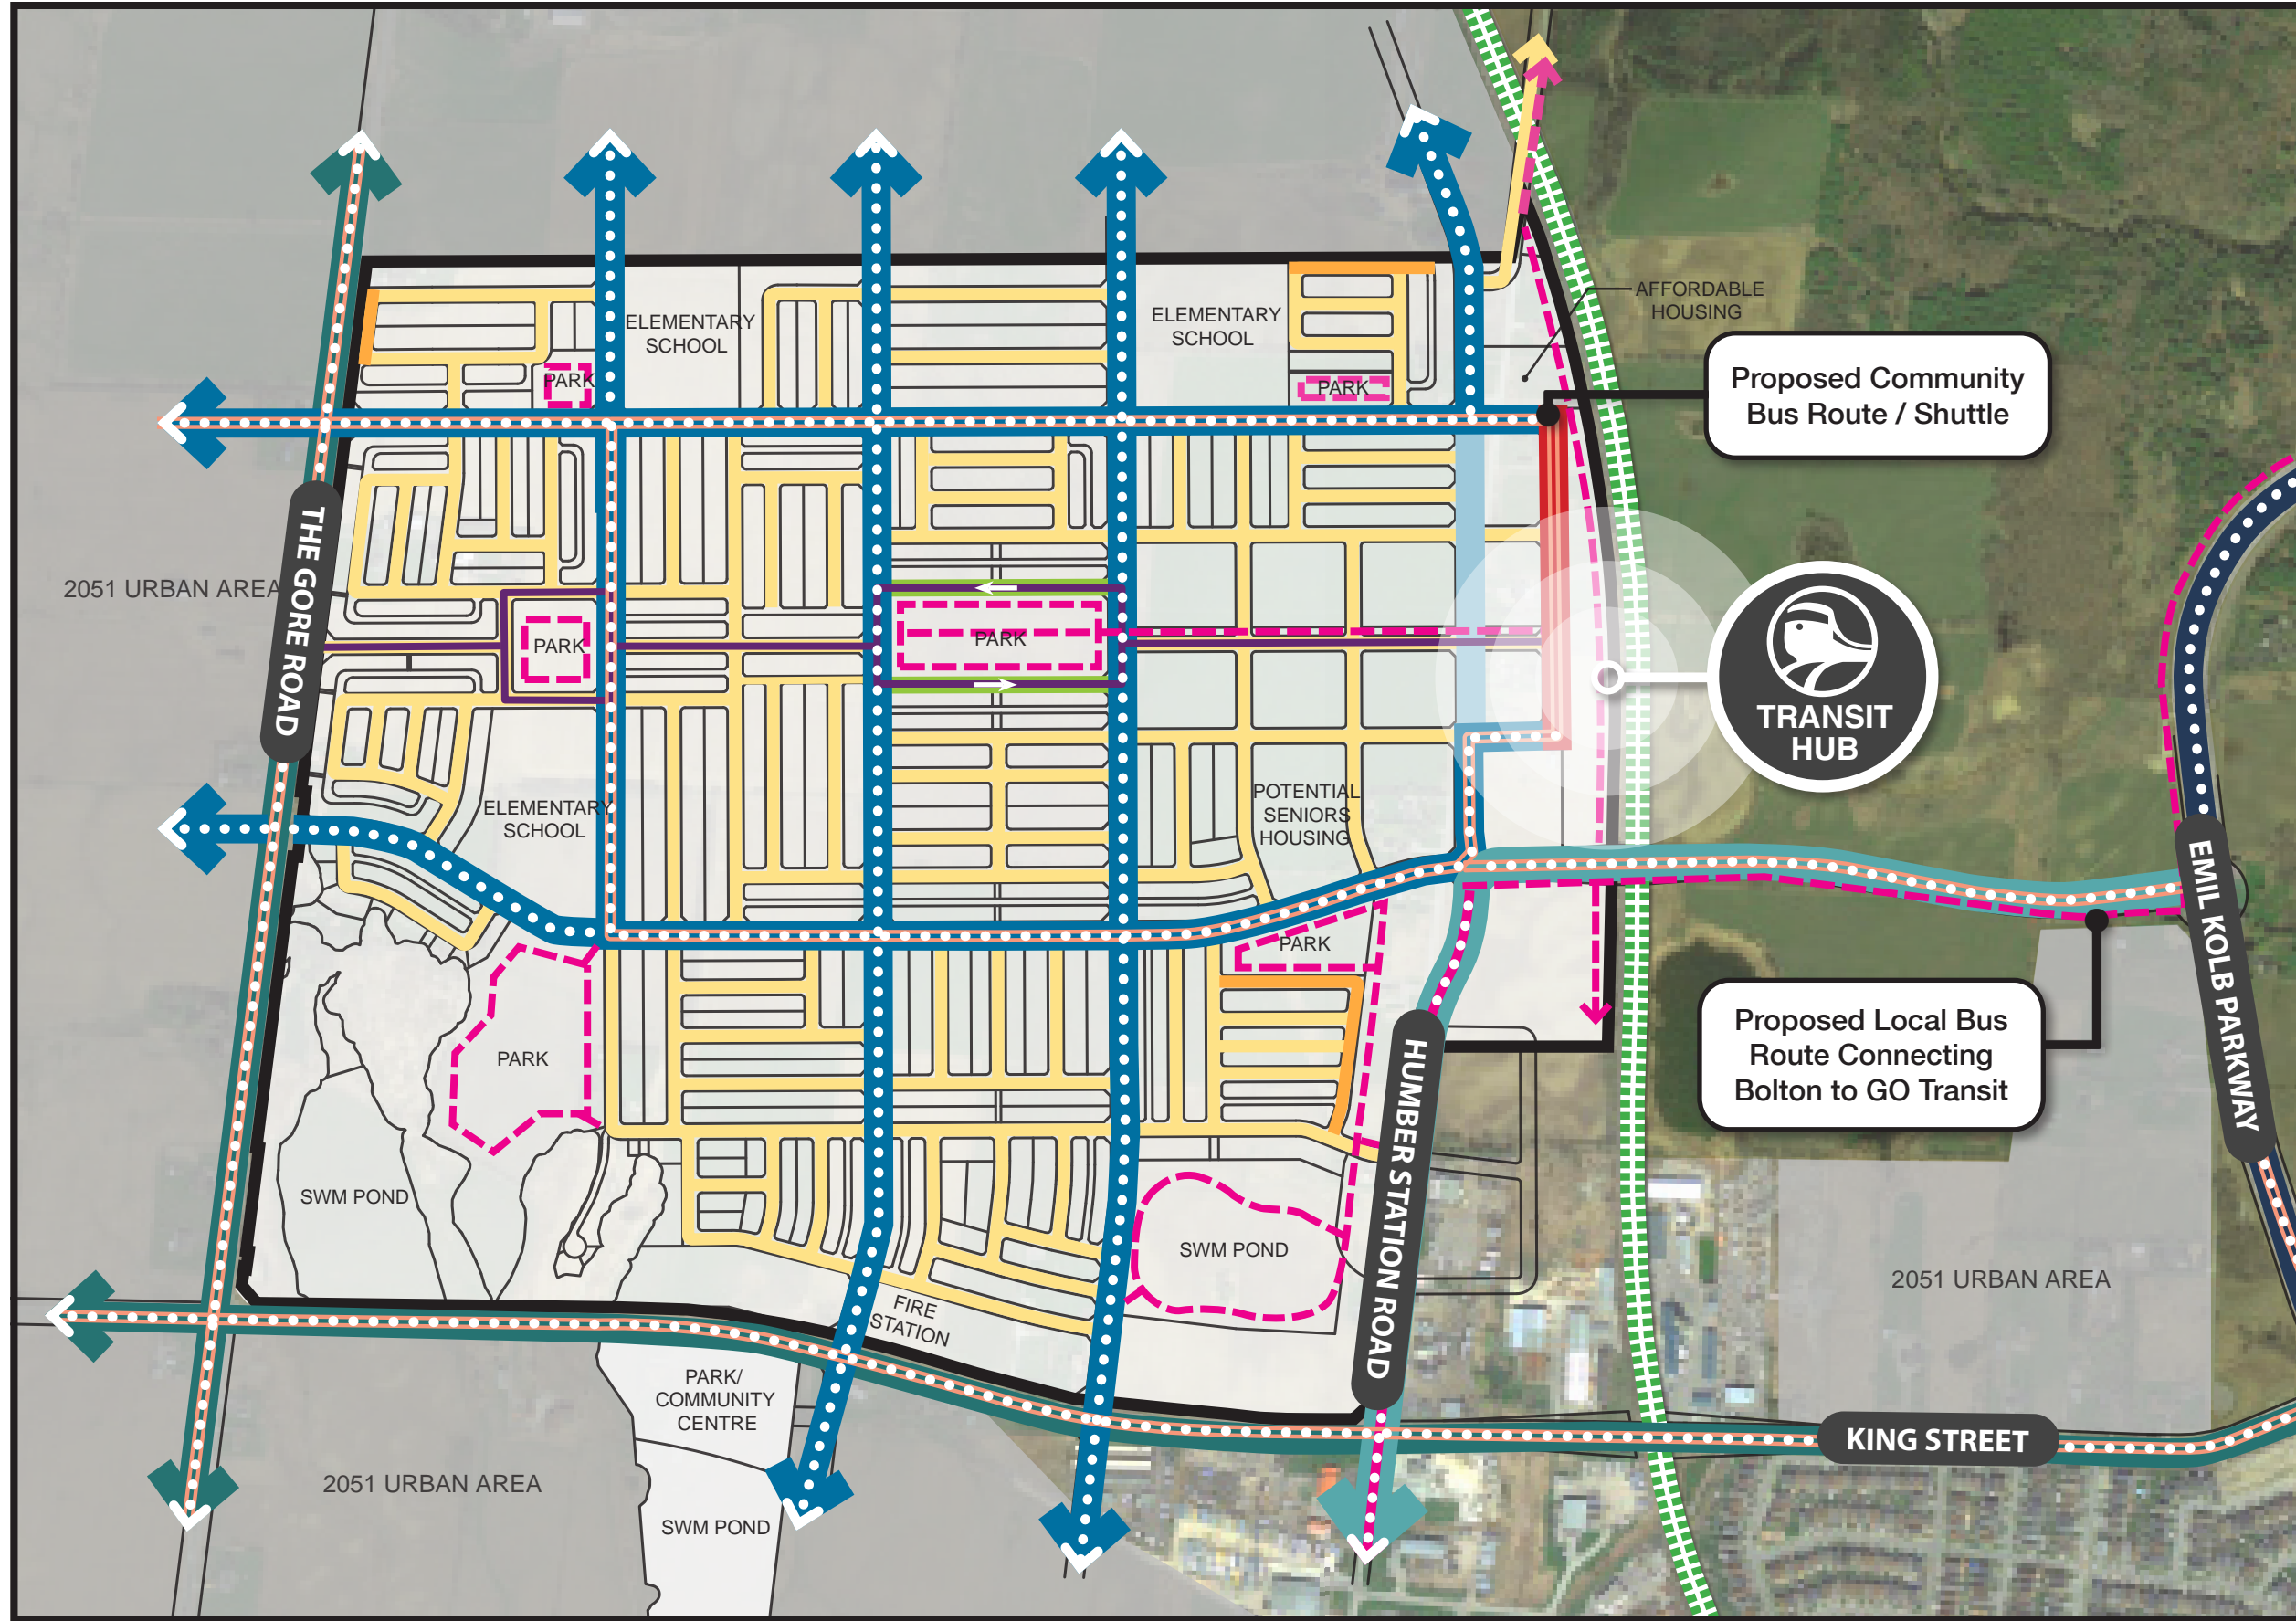 AFFORDABLE
HOUSING
ELEMENTARY
SCHOOL
ELEMENTARY
SCHOOL
PARK
PARK
Proposed Community
Bus Route / Shuttle
THE GORE ROAD
2051 URBAN AREA
PARK
PARK
TRANSIT
HUB
ELEMENTARY
SCHOOL
POTENTIAL
SENIORS
HOUSING
EMIL KOLB PARKWAY
PARK
PARK
Proposed Local Bus
Route Connecting
Bolton to GO Transit
HUMBER STATION ROAD
SWM POND
SWM POND
2051 URBAN AREA
FIRE
STATION
PARK/
COMMUNITY
CENTRE
KING STREET
2051 URBAN AREA
SWM POND